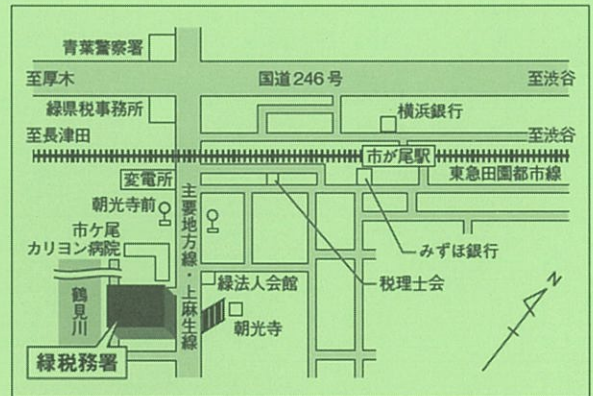 青葉警察署
至厚木
国道246号
至渋谷
緑県税事務所
横浜銀行
至長津田
至渋谷
市が尾駅
東急田園都市線
変電所
朝光寺前
主要地方線・上麻生線
市ケ尾
カリヨン病院
みずほ銀行
緑法人会館
税理士会
鶴見川
朝光寺
緑税務署
N